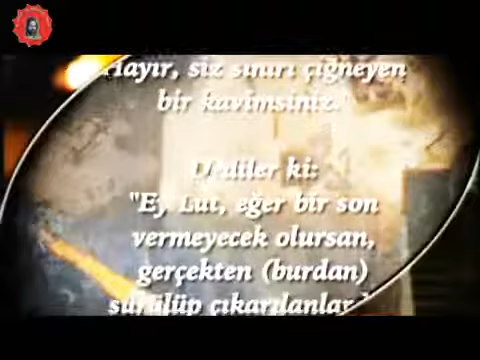 Hayır, siz sınırı çiğneyen
bir kavimsiniz."
Dediler ki:
"Ey Lut, eğer bir son
vermeyecek olursan,
gerçekten (burdan)
sürülüp çıkarılanlar